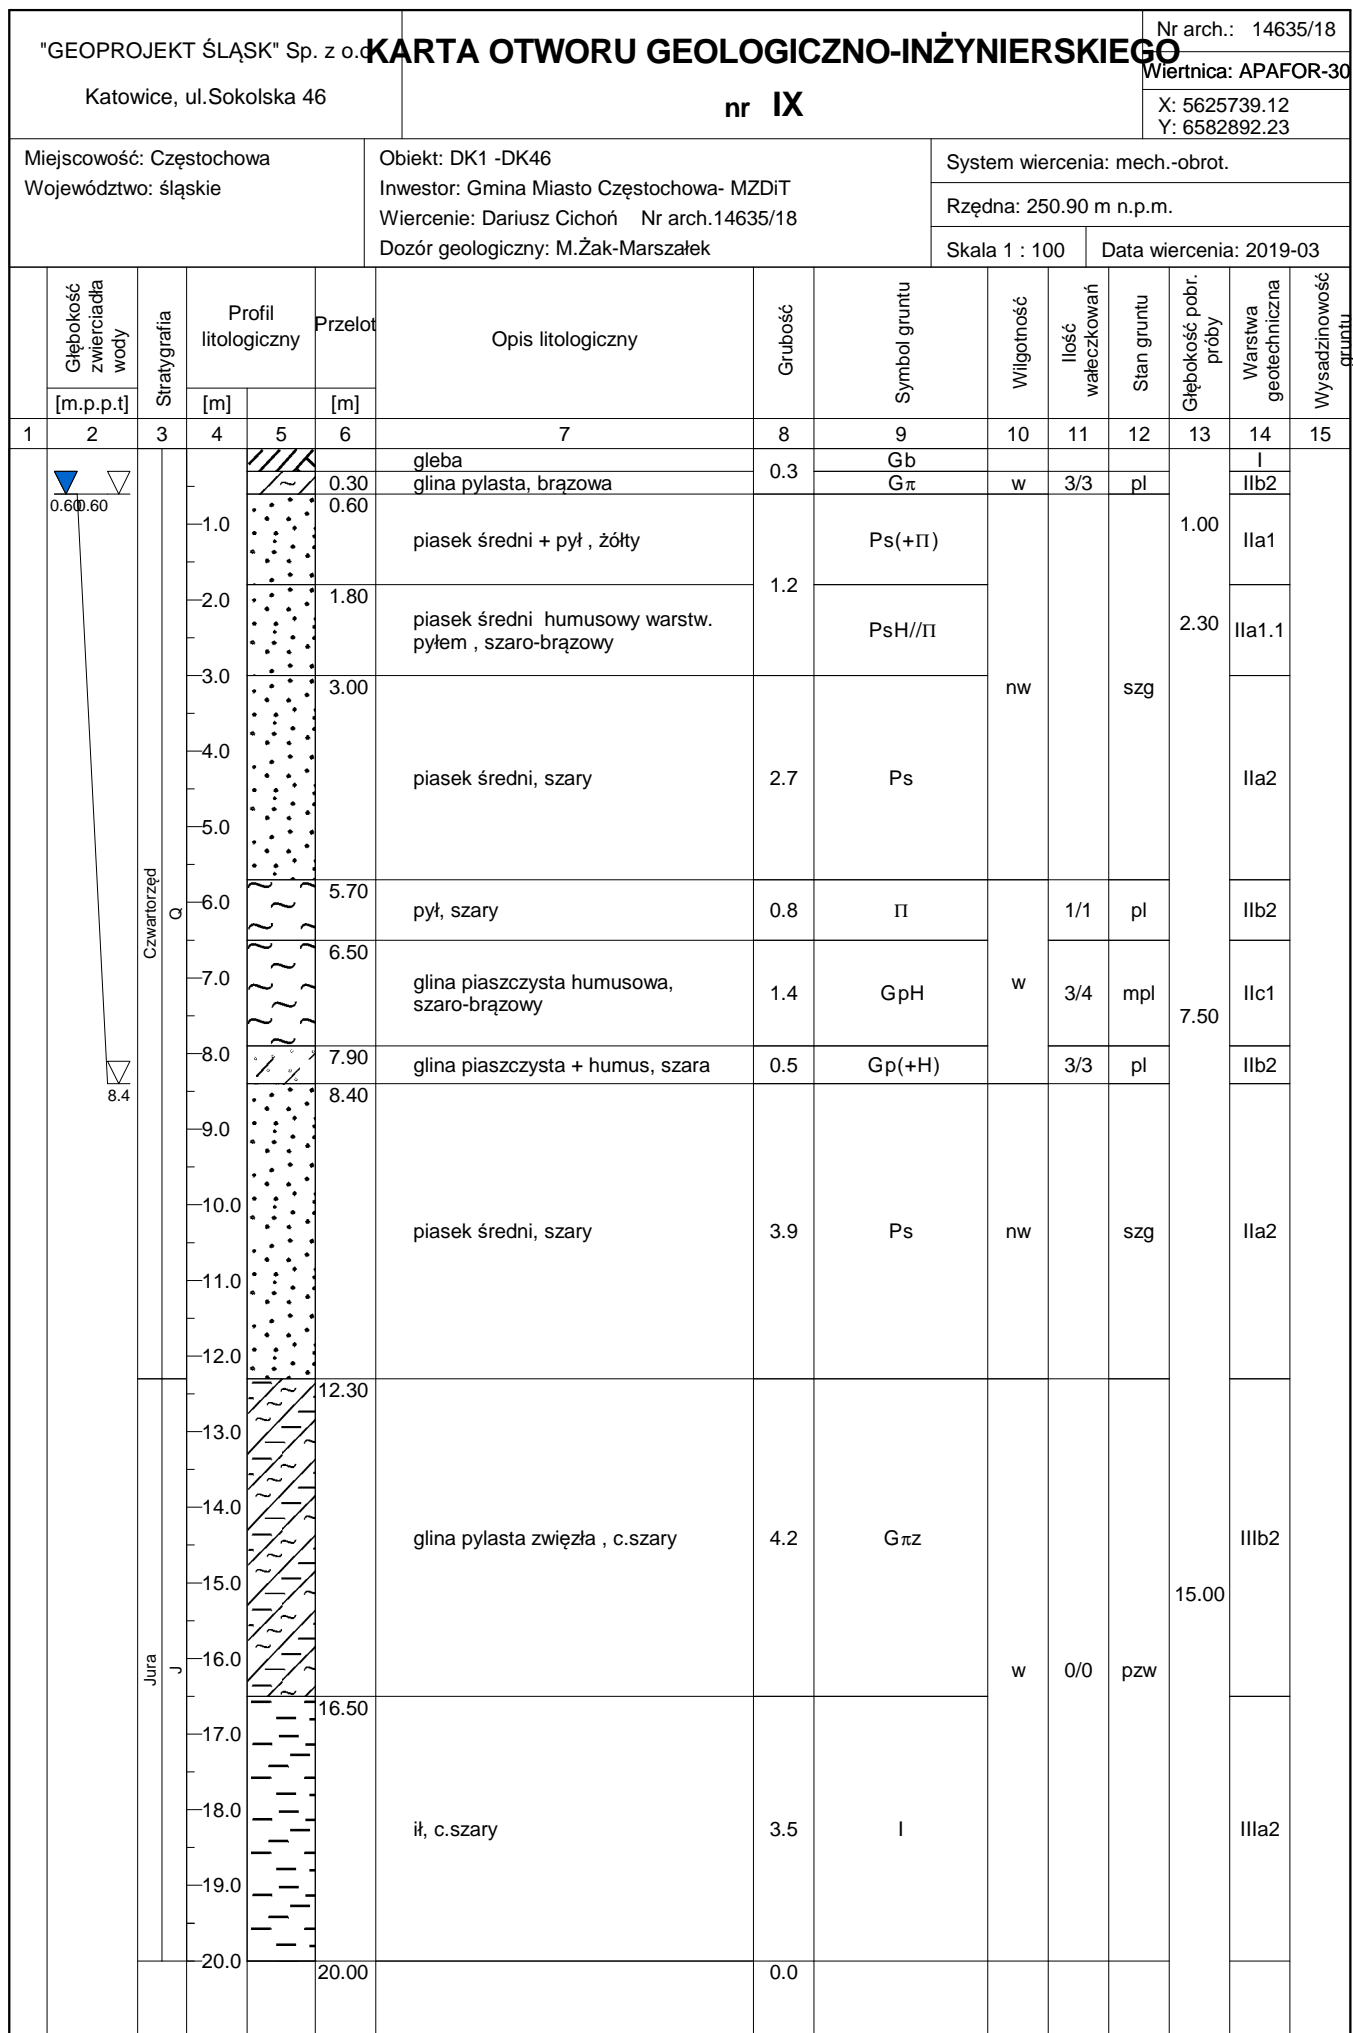 "GEOPROJEKT ŚLĄSK" Sp. z o.o
Katowice, ul.Sokolska 46
KARTA OTWORU GEOLOGICZNO-INŻYNIERSKIEGO
nr IX
Nr arch.: 14635/18
Wiertnica: APAFOR-30
X: 5625739.12
Y: 6582892.23
Miejscowość: Częstochowa
Województwo: śląskie
Obiekt: DK1 -DK46
Inwestor: Gmina Miasto Częstochowa- MZDiT
Wiercenie: Dariusz Cichoń Nr arch.14635/18
Dozór geologiczny: M.Żak-Marszałek
System wiercenia: mech.-obrot.
Rzędna: 250.90 m n.p.m.
Skala 1 : 100
Data wiercenia: 2019-03
Głębokość zwierciadła wody
[m.p.p.t]
Stratygrafia
Profil litologiczny
[m]
Przelot
[m]
Opis litologiczny
Grubość
Symbol gruntu
Wilgotność
Ilość wałeczkowań
Stan gruntu
Głębokość pobr. próby
Warstwa geotechniczna
Wysadzinowość gruntu
1 2 3 4 5 6 7 8 9 10 11 12 13 14 15
gleba 0.3 Gb I
0.30 glina pylasta, brązowa Gπ w 3/3 pl IIb2
0.60 0.60 0.60
1.0 piasek średni + pył , żółty Ps(+Π) 1.00 IIa1
1.2
2.0 1.80 piasek średni humusowy warstw.
pyłem , szaro-brązowy PsH//Π 2.30 IIa1.1
3.0 3.00 nw szg
4.0 piasek średni, szary 2.7 Ps IIa2
5.0
Czwartorzęd Q
6.0 5.70 pył, szary 0.8 Π 1/1 pl IIb2
6.50
7.0 glina piaszczysta humusowa,
szaro-brązowy 1.4 GpH w 3/4 mpl 7.50 IIc1
8.0 7.90 glina piaszczysta + humus, szara 0.5 Gp(+H) 3/3 pl IIb2
8.4 8.40
9.0
10.0 piasek średni, szary 3.9 Ps nw szg IIa2
11.0
12.0
12.30
13.0
14.0 glina pylasta zwięzła , c.szary 4.2 Gπz IIIb2
15.0 15.00
Jura J
16.0 w 0/0 pzw
16.50
17.0
18.0 ił, c.szary 3.5 I IIIa2
19.0
20.0 20.00 0.0